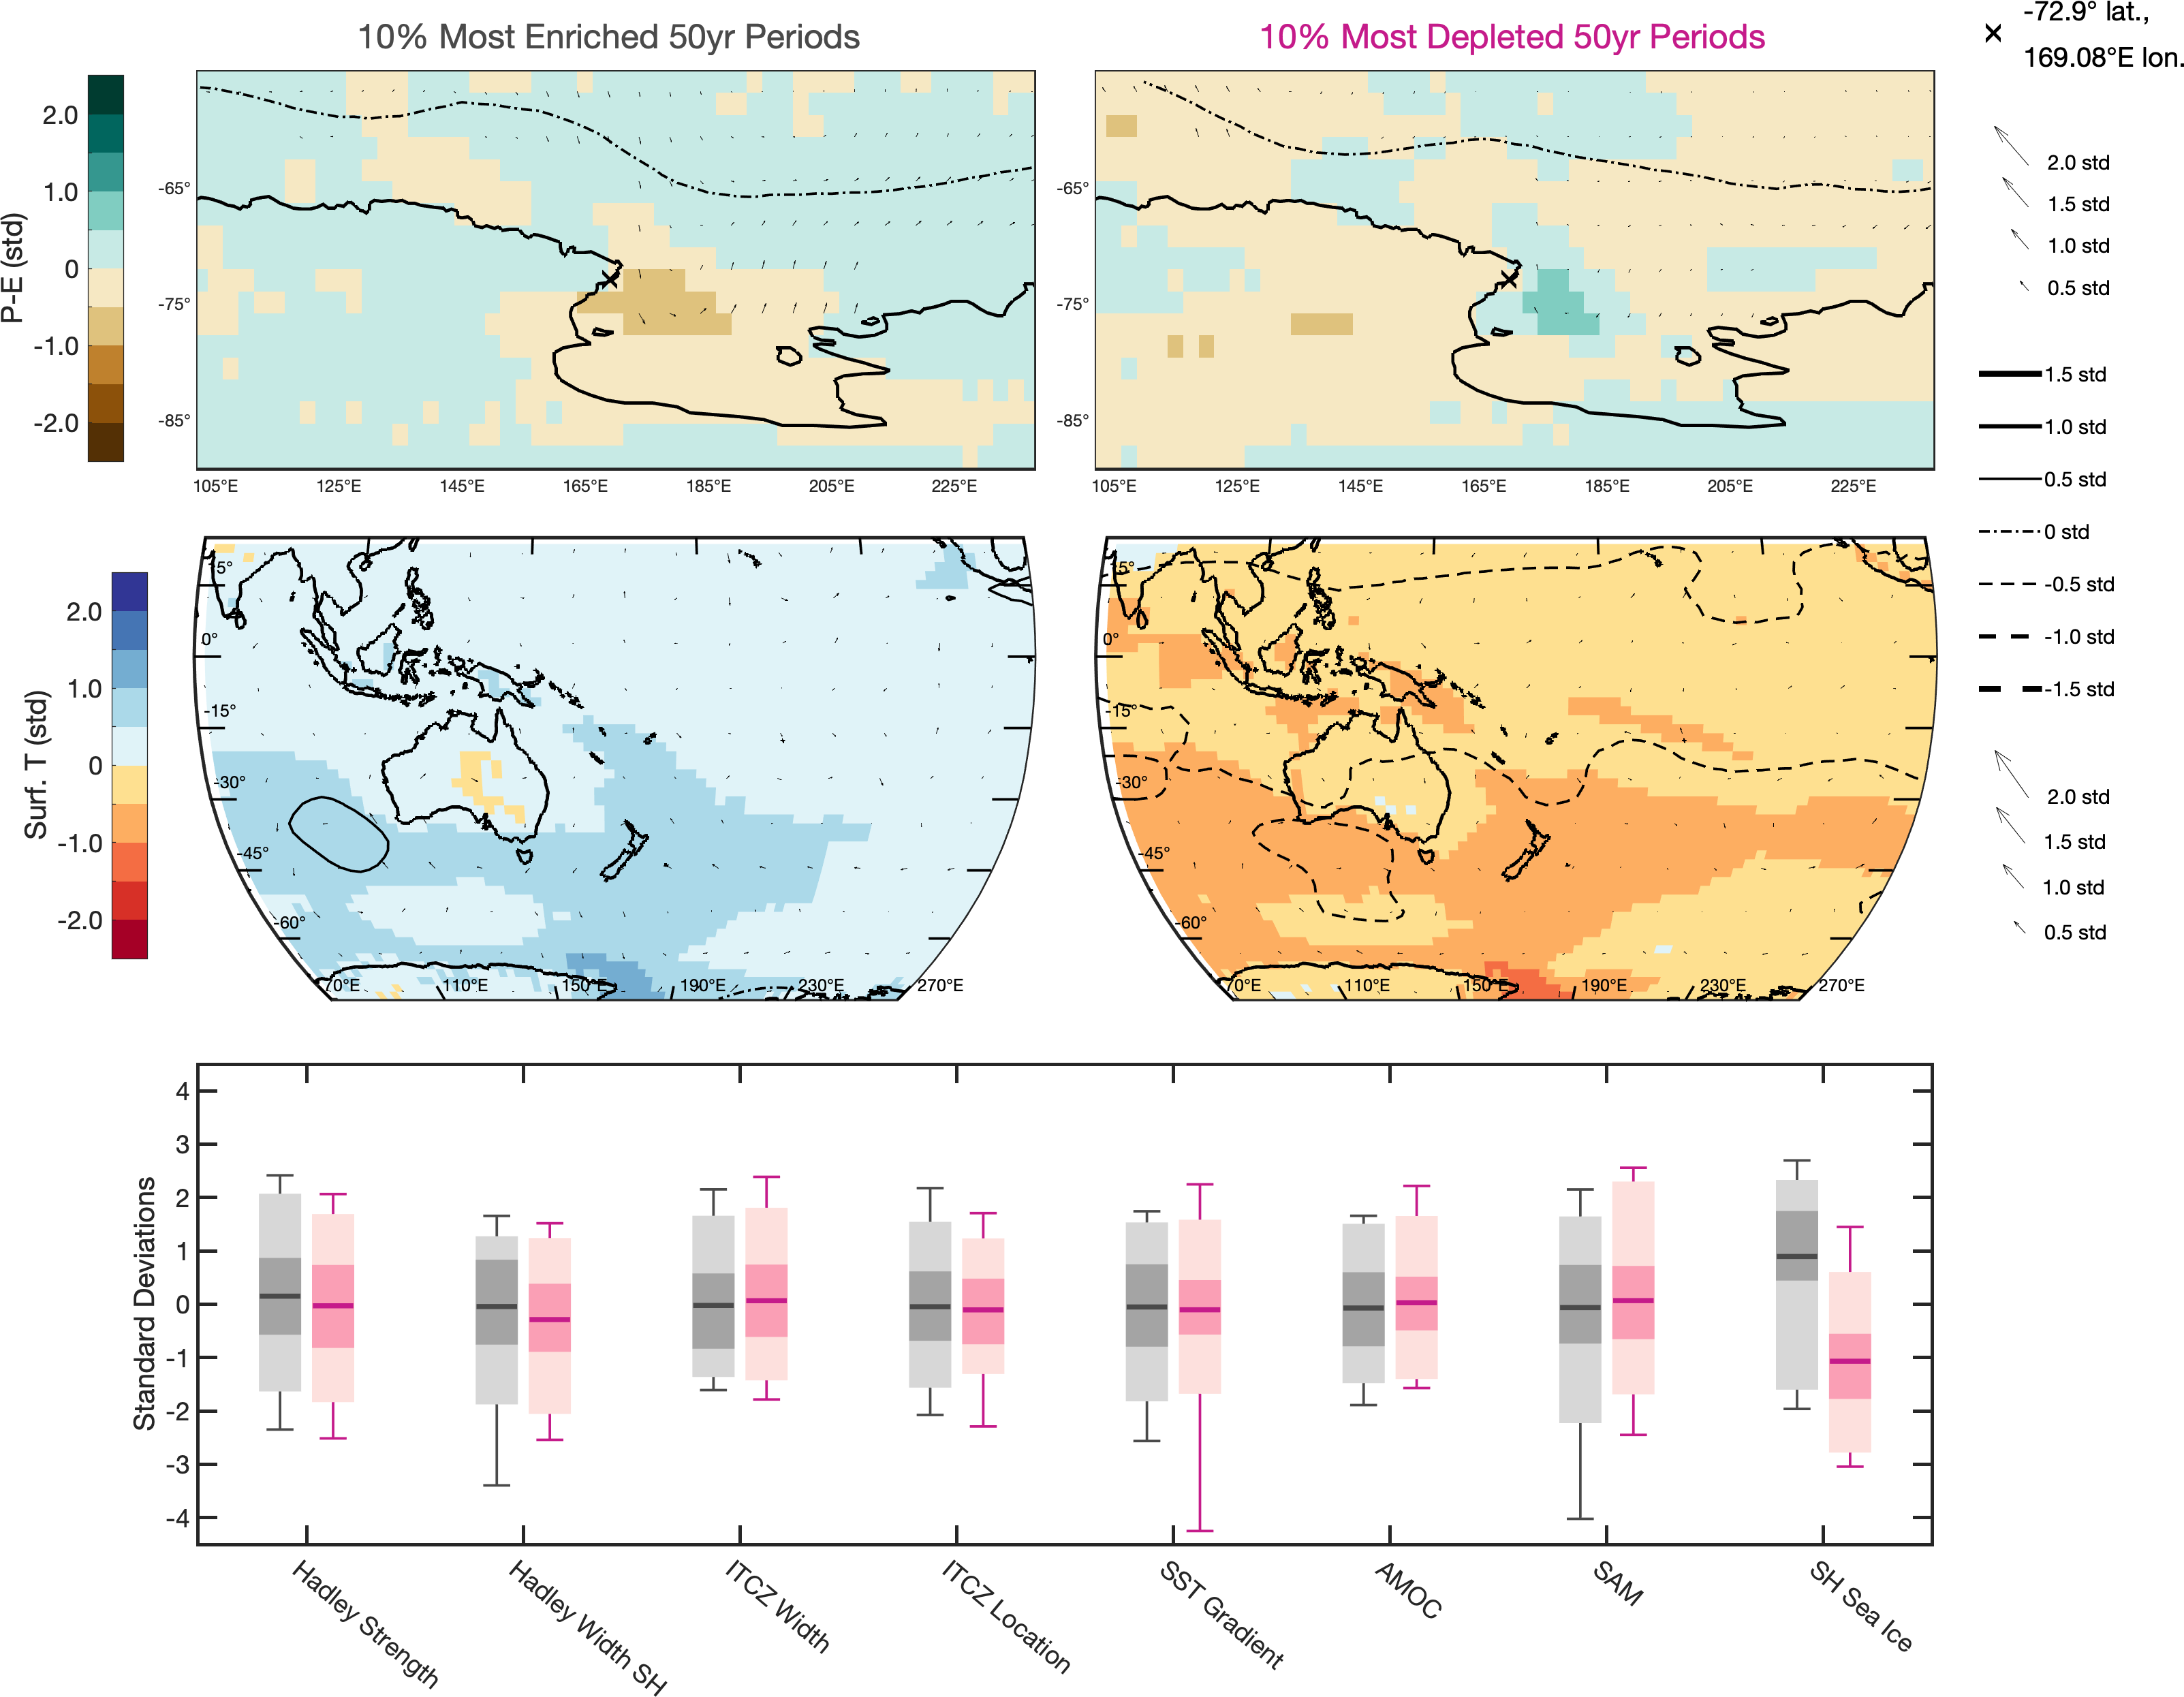 10% Most Enriched 50yr Periods
10% Most Depleted 50yr Periods
-72.9° lat.,
169.08°E lon.
P-E (std)
2.0
1.0
0
-1.0
-2.0
-65°
-75°
-85°
105°E 125°E 145°E 165°E 185°E 205°E 225°E
-65°
-75°
-85°
105°E 125°E 145°E 165°E 185°E 205°E 225°E
2.0 std
1.5 std
1.0 std
0.5 std
1.5 std
1.0 std
0.5 std
0 std
-0.5 std
-1.0 std
-1.5 std
2.0 std
1.5 std
1.0 std
0.5 std
Surf. T (std)
2.0
1.0
0
-1.0
-2.0
15°
0°
-15°
-30°
-45°
-60°
70°E 110°E 150°E 190°E 230°E 270°E
15°
0°
-15°
-30°
-45°
-60°
70°E 110°E 150°E 190°E 230°E 270°E
Standard Deviations
4
3
2
1
0
-1
-2
-3
-4
Hadley Strength
Hadley Width SH
ITCZ Width
ITCZ Location
SST Gradient
AMOC
SAM
SH Sea Ice